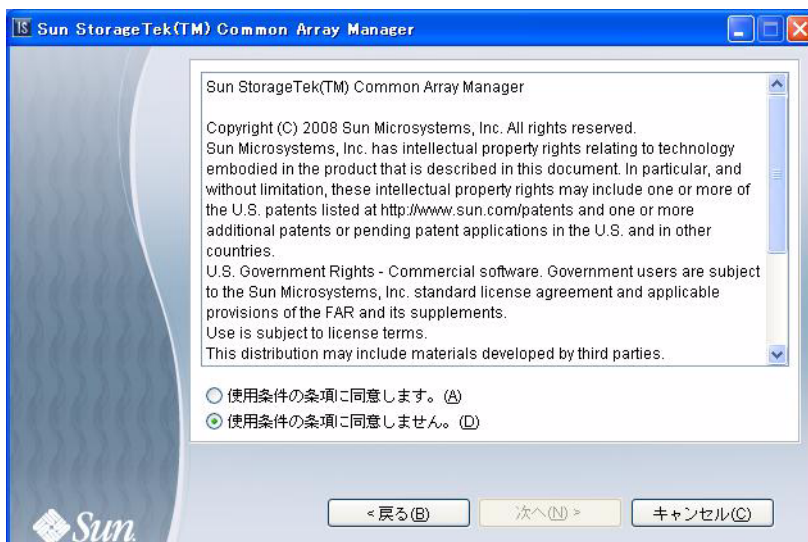 Sun StorageTek(TM) Common Array Manager
Sun StorageTek(TM) Common Array Manager
Copyright (C) 2008 Sun Microsystems, Inc. All rights reserved.
Sun Microsystems, Inc. has intellectual property rights relating to technology
embodied in the product that is described in this document. In particular, and
without limitation, these intellectual property rights may include one or more of
the U.S. patents listed at http://www.sun.com/patents and one or more
additional patents or pending patent applications in the U.S. and in other
countries.
U.S. Government Rights - Commercial software. Government users are subject
to the Sun Microsystems, Inc. standard license agreement and applicable
provisions of the FAR and its supplements.
Use is subject to license terms.
This distribution may include materials developed by third parties.
使用条件の条項に同意します。(A)
使用条件の条項に同意しません。(D)
<戻る(B)
次へ(N) >
キャンセル(C)
Sun